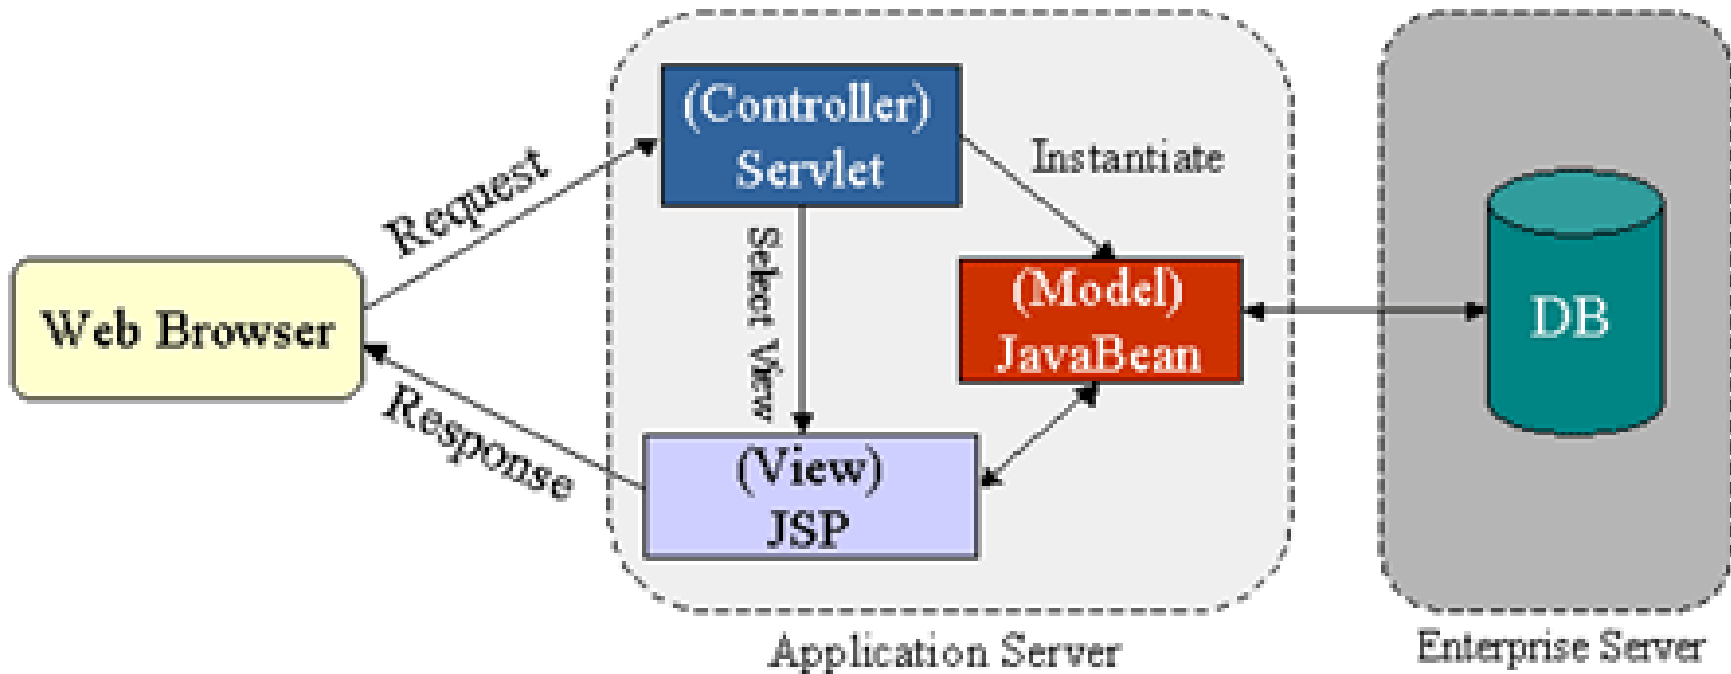 (Controller)
Servlet
Instantiate
Request
Select View
(Model)
JavaBean
DB
Web Browser
Response
(View)
JSP
Application Server
Enterprise Server